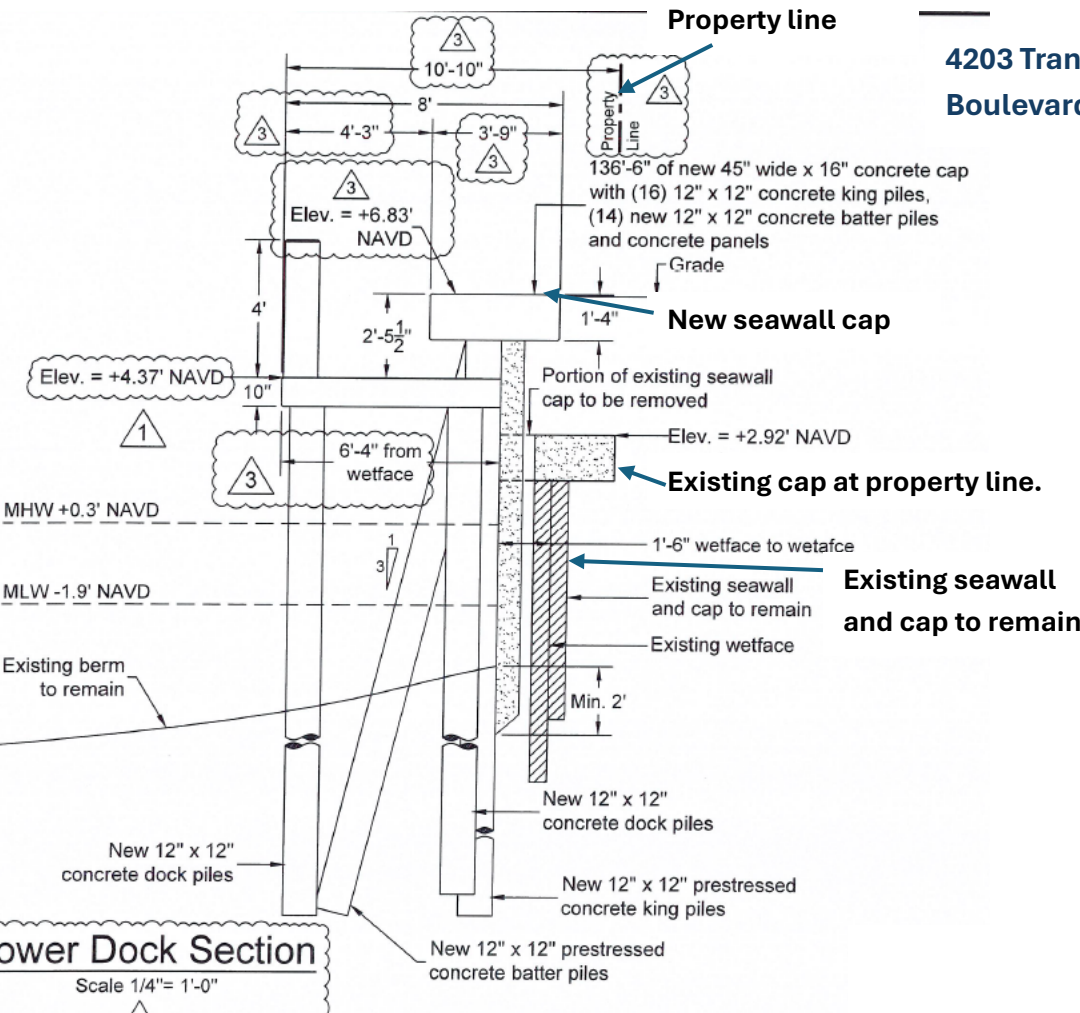 Property line
4203 Tran
Boulevard
3
10'-10"
8'
3
4'-3"
3'-9"
3
3
Property
Line
3
136'-6" of new 45" wide x 16" concrete cap
with (16) 12" x 12" concrete king piles,
(14) new 12" x 12" concrete batter piles
and concrete panels
Elev. = +6.83'
NAVD
Grade
4'
2'-5 1/2"
1'-4"
New seawall cap
Elev. = +4.37' NAVD
10"
Portion of existing seawall
cap to be removed
1
Elev. = +2.92' NAVD
3
6'-4" from
wetface
Existing cap at property line.
MHW +0.3' NAVD
1
3
1'-6" wetface to wetafce
MLW -1.9' NAVD
Existing seawall
and cap to remain
Existing seawall
and cap to remain
Existing wetface
Existing berm
to remain
Min. 2'
New 12" x 12"
concrete dock piles
New 12" x 12"
concrete dock piles
New 12" x 12" prestressed
concrete king piles
New 12" x 12" prestressed
concrete batter piles
ower Dock Section
Scale 1/4"= 1'-0"